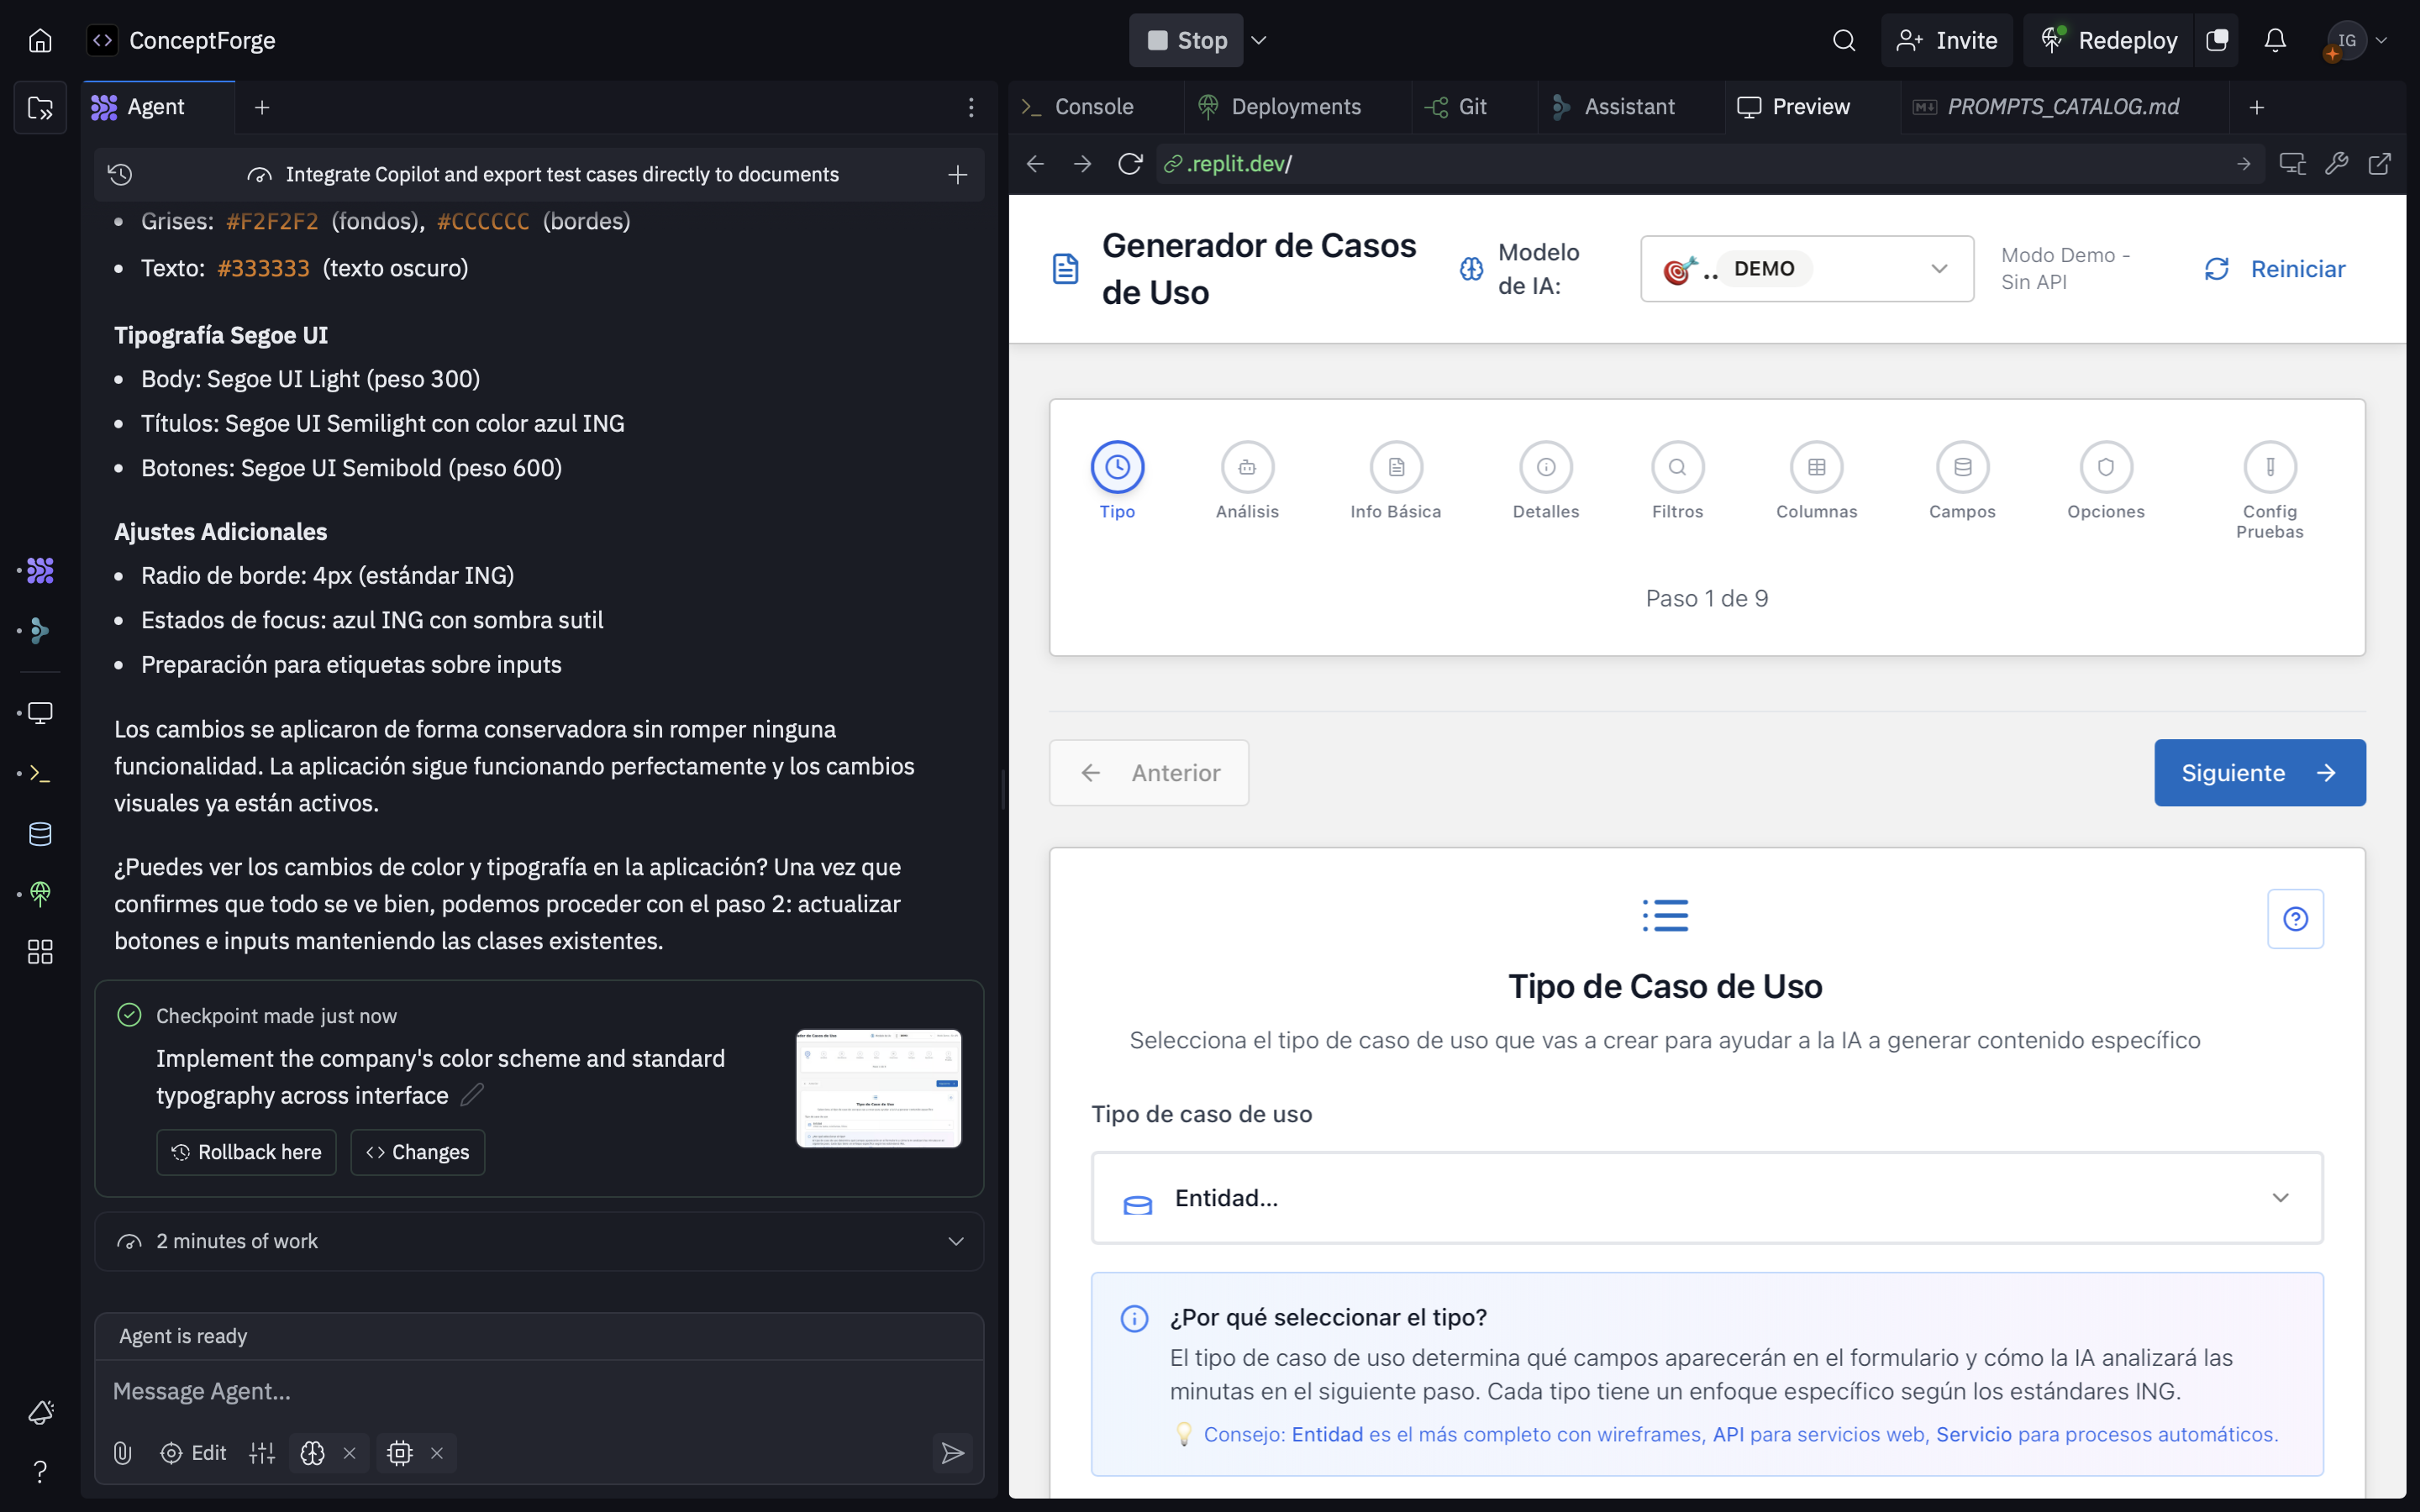 ConceptForge
Stop
Invite
Redeploy
IG
Agent
Console
Deployments
Git
Assistant
Preview
PROMPTS_CATALOG.md
Integrate Copilot and export test cases directly to documents
Grises: #F2F2F2 (fondos), #CCCCCC (bordes)
Texto: #333333 (texto oscuro)
Tipografía Segoe UI
Body: Segoe UI Light (peso 300)
Títulos: Segoe UI Semilight con color azul ING
Botones: Segoe UI Semibold (peso 600)
Ajustes Adicionales
Radio de borde: 4px (estándar ING)
Estados de focus: azul ING con sombra sutil
Preparación para etiquetas sobre inputs
Los cambios se aplicaron de forma conservadora sin romper ninguna
funcionalidad. La aplicación sigue funcionando perfectamente y los cambios
visuales ya están activos.
¿Puedes ver los cambios de color y tipografía en la aplicación? Una vez que
confirmes que todo se ve bien, podemos proceder con el paso 2: actualizar
botones e inputs manteniendo las clases existentes.
Checkpoint made just now
Implement the company's color scheme and standard
typography across interface
Rollback here
Changes
2 minutes of work
Agent is ready
Message Agent...
Edit
.replit.dev/
Generador de Casos
de Uso
Modelo
de IA:
.. DEMO
Modo Demo -
Sin API
Reiniciar
Tipo
Análisis
Info Básica
Detalles
Filtros
Columnas
Campos
Opciones
Config
Pruebas
Paso 1 de 9
Anterior
Siguiente
Tipo de Caso de Uso
Selecciona el tipo de caso de uso que vas a crear para ayudar a la IA a generar contenido específico
Tipo de caso de uso
Entidad...
¿Por qué seleccionar el tipo?
El tipo de caso de uso determina qué campos aparecerán en el formulario y cómo la IA analizará las
minutas en el siguiente paso. Cada tipo tiene un enfoque específico según los estándares ING.
Consejo: Entidad es el más completo con wireframes, API para servicios web, Servicio para procesos automáticos.